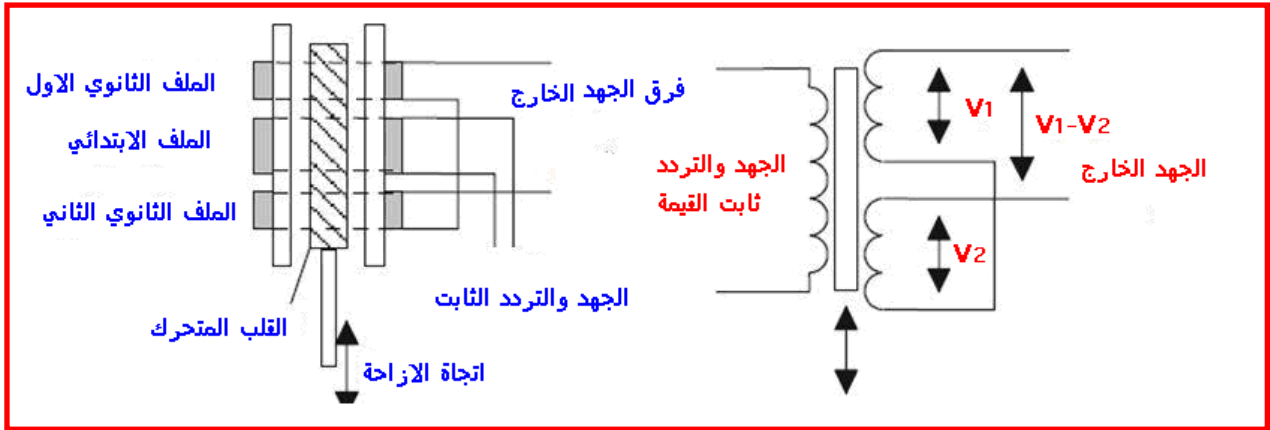 الملف الثانوي الاول
الملف الابتدائي
الملف الثانوي الثاني
فرق الجهد الخارج
الجهد والتردد الثابت
القلب المتحرك
اتجاة الازاحة
الجهد والتردد
ثابت القيمة
V1
V1-V2
الجهد الخارج
V2